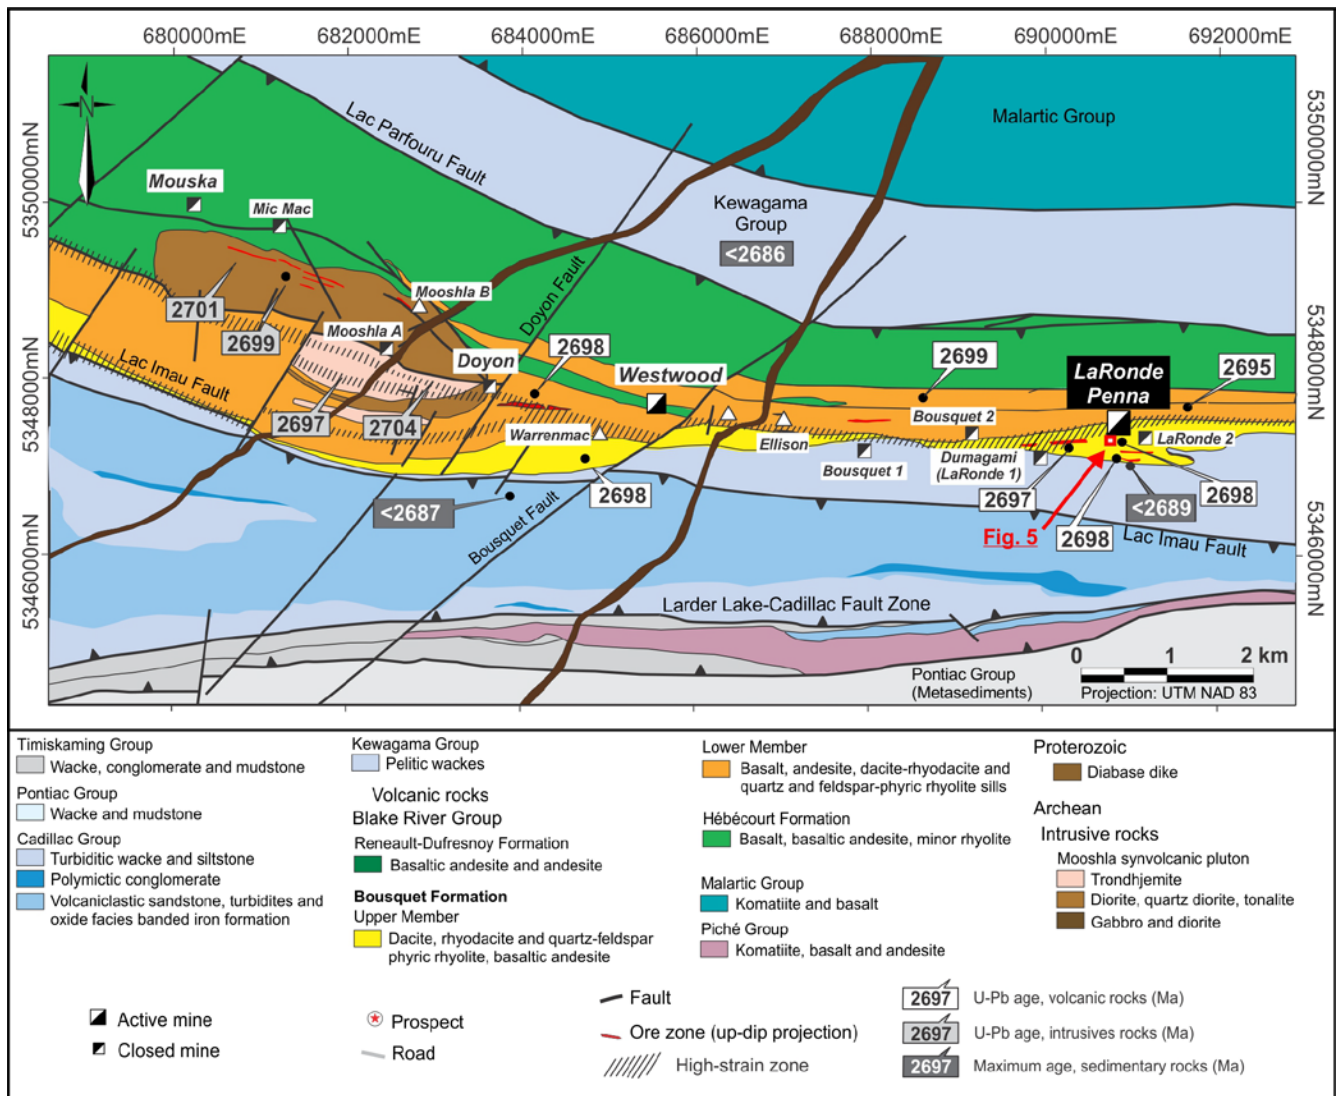 680000mE 682000mE 684000mE 686000mE 688000mE 690000mE 692000mE
5350000mN
5350000mN
N
Malartic Group
Lac Parfouru Fault
Mouska
Mic Mac
Kewagama
Group
<2686
Doyon Fault
Mooshla B
2701
2699
Mooshla A
2698
2699
2695
Doyon
Westwood
LaRonde
Penna
5348000mN
5348000mN
Lac Imau Fault
2697
2704
Warrenmac
Ellison
Bousquet 2
Bousquet 1
Dumagami
(LaRonde 1)
LaRonde 2
<2687
2698
2697
<2689
2698
Bousquet Fault
Fig. 5
2698
Lac Imau Fault
5346000mN
5346000mN
Larder Lake-Cadillac Fault Zone
Pontiac Group
(Metasediments)
0 1 2 km
Projection: UTM NAD 83
Timiskaming Group
Wacke, conglomerate and mudstone
Pontiac Group
Wacke and mudstone
Cadillac Group
Turbiditic wacke and siltstone
Polymictic conglomerate
Volcaniclastic sandstone, turbidites and
oxide facies banded iron formation
Kewagama Group
Pelitic wackes
Volcanic rocks
Blake River Group
Reneault-Dufresnoy Formation
Basaltic andesite and andesite
Bousquet Formation
Upper Member
Dacite, rhyodacite and quartz-feldspar
phyric rhyolite, basaltic andesite
Lower Member
Basalt, andesite, dacite-rhyodacite and
quartz and feldspar-phyric rhyolite sills
Hébécourt Formation
Basalt, basaltic andesite, minor rhyolite
Malartic Group
Komatiite and basalt
Piché Group
Komatiite, basalt and andesite
Proterozoic
Diabase dike
Archean
Intrusive rocks
Mooshla synvolcanic pluton
Trondhjemite
Diorite, quartz diorite, tonalite
Gabbro and diorite
Active mine
Closed mine
Prospect
Road
Fault
Ore zone (up-dip projection)
High-strain zone
2697 U-Pb age, volcanic rocks (Ma)
2697 U-Pb age, intrusives rocks (Ma)
2697 Maximum age, sedimentary rocks (Ma)